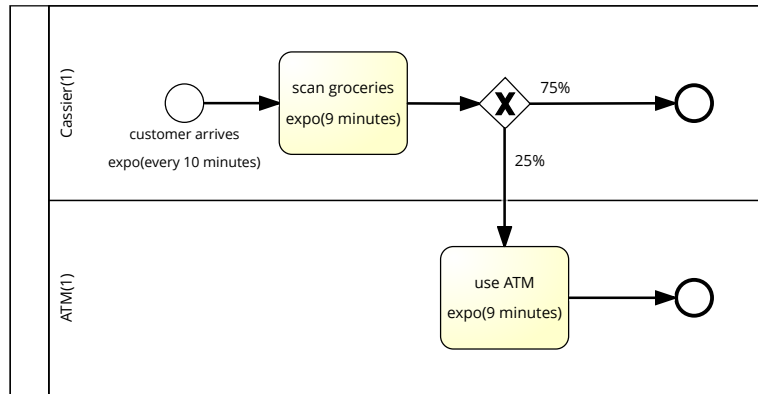 Cassier(1)
scan groceries
expo(9 minutes)
75%
customer arrives
expo(every 10 minutes)
25%
ATM(1)
use ATM
expo(9 minutes)